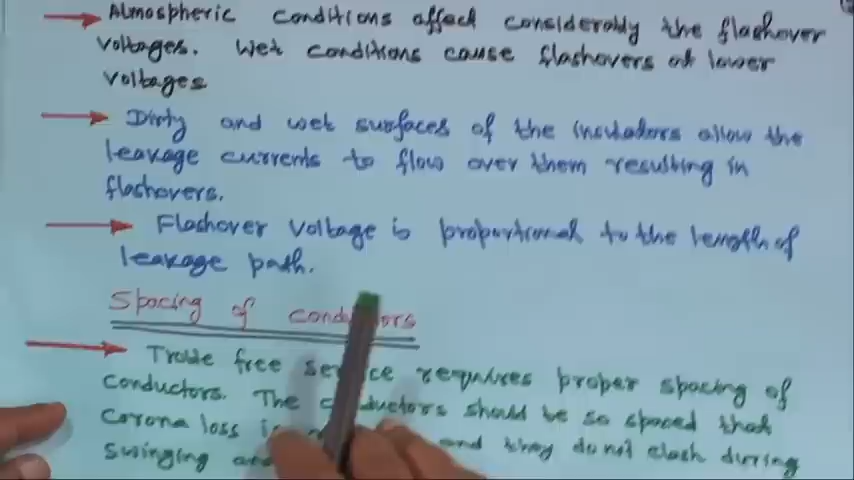 Atmospheric conditions affect considerably the flashover
voltages. Wet conditions cause flashovers at lower
voltages
Dirty and wet surfaces of the insulators allow the
leakage currents to flow over them resulting in
flashovers.
Flashover voltage is proportional to the length of
leakage path.
Spacing of conductors
Trouble free service requires proper spacing of
conductors. The conductors should be so spaced that
corona loss is and they do not clash during
swinging